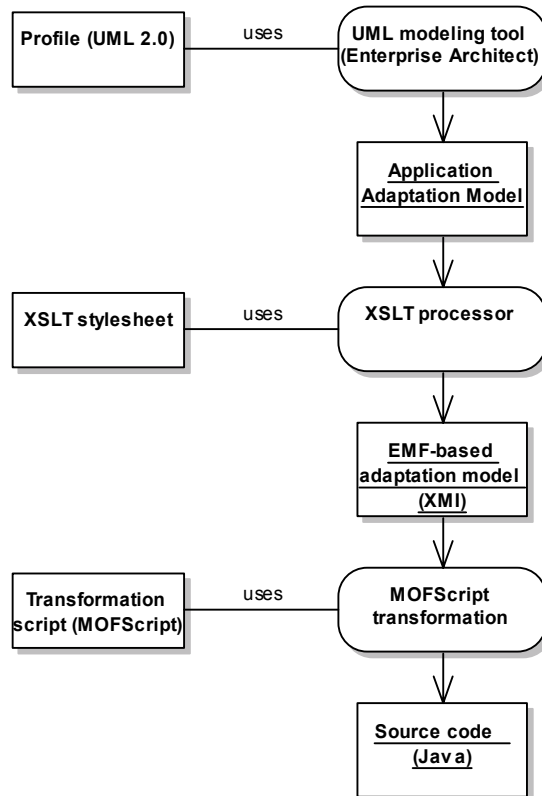 Profile (UML 2.0)
uses
UML modeling tool
(Enterprise Architect)
Application
Adaptation Model
XSLT stylesheet
uses
XSLT processor
EMF-based
adaptation model
(XMI)
Transformation
script (MOFScript)
uses
MOFScript
transformation
Source code
(Java)